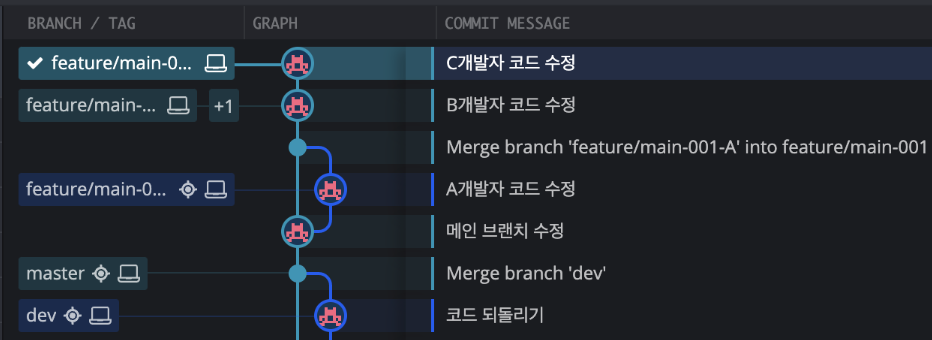 BRANCH / TAG GRAPH COMMIT MESSAGE
feature/main-0... C개발자 코드 수정
feature/main-... +1 B개발자 코드 수정
Merge branch 'feature/main-001-A' into feature/main-001
feature/main-0... A개발자 코드 수정
메인 브랜치 수정
master Merge branch 'dev'
dev 코드 되돌리기